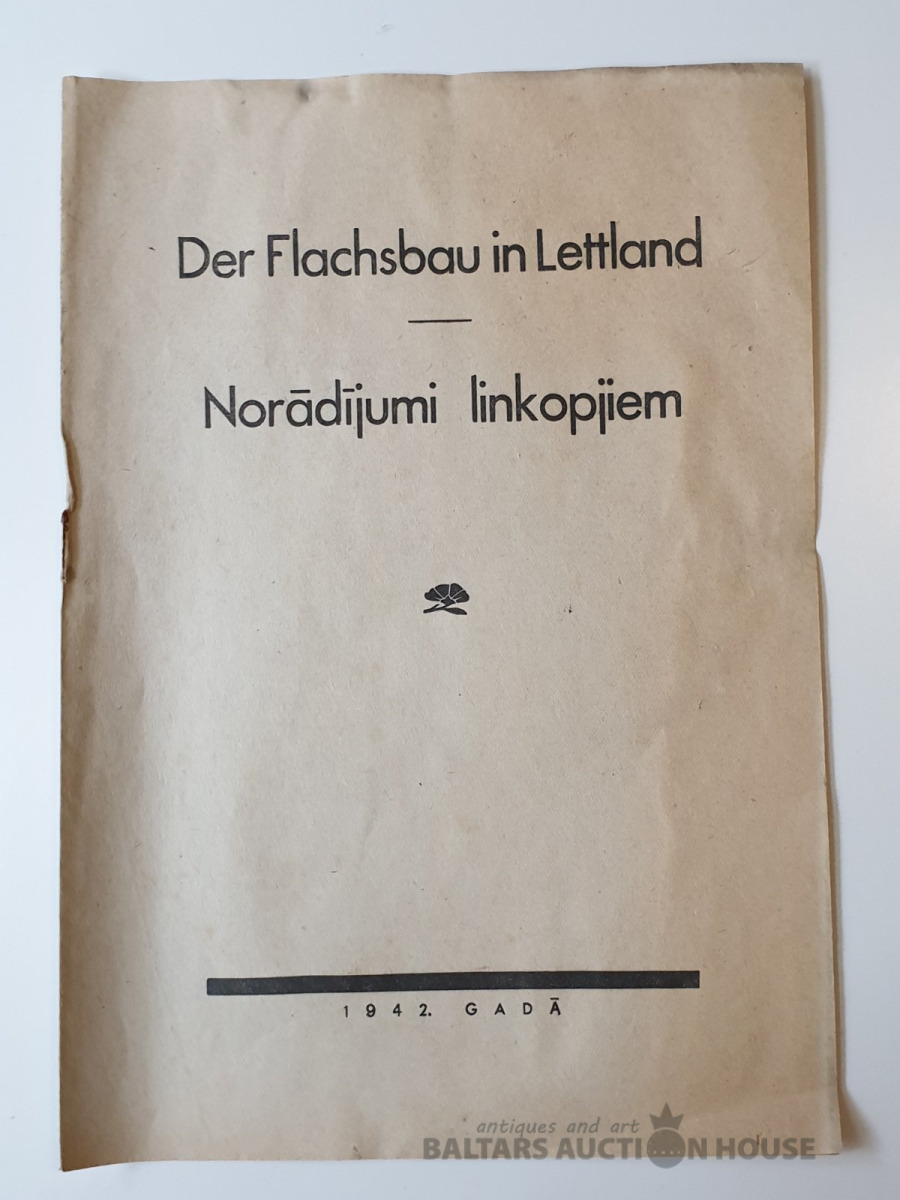 Der Flachsbau in Lettland
Norādījumi linkopjiem
1942. GADĀ
antiques and art
BALTARS AUCTION HOUSE